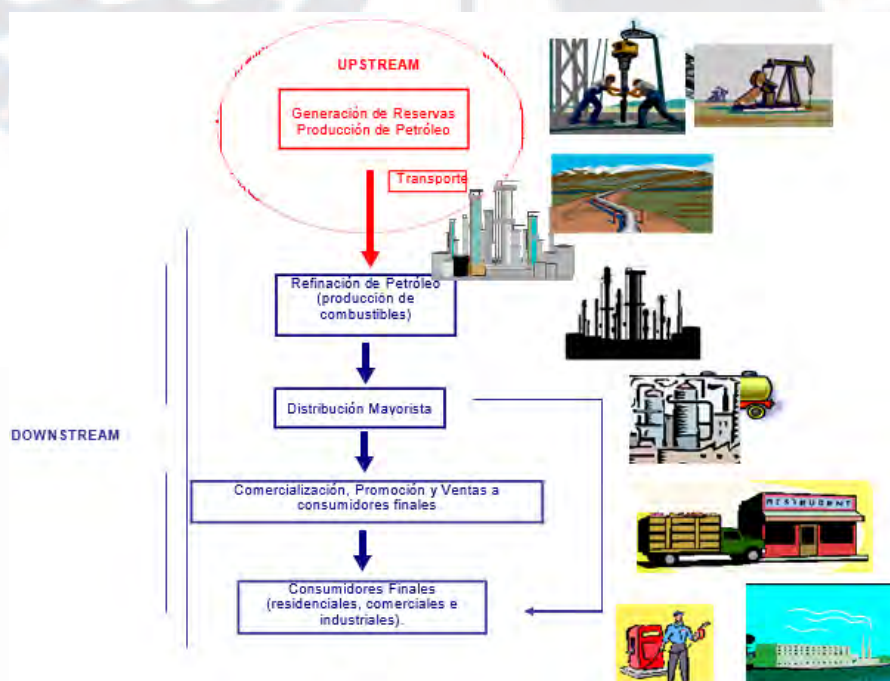 UPSTREAM
Generación de Reservas
Producción de Petróleo
Transporte
Refinación de Petróleo
(producción de
combustibles)
Distribución Mayorista
DOWNSTREAM
Comercialización, Promoción y Ventas a
consumidores finales
RESTAURANT
Consumidores Finales
(residenciales, comerciales e
industriales).